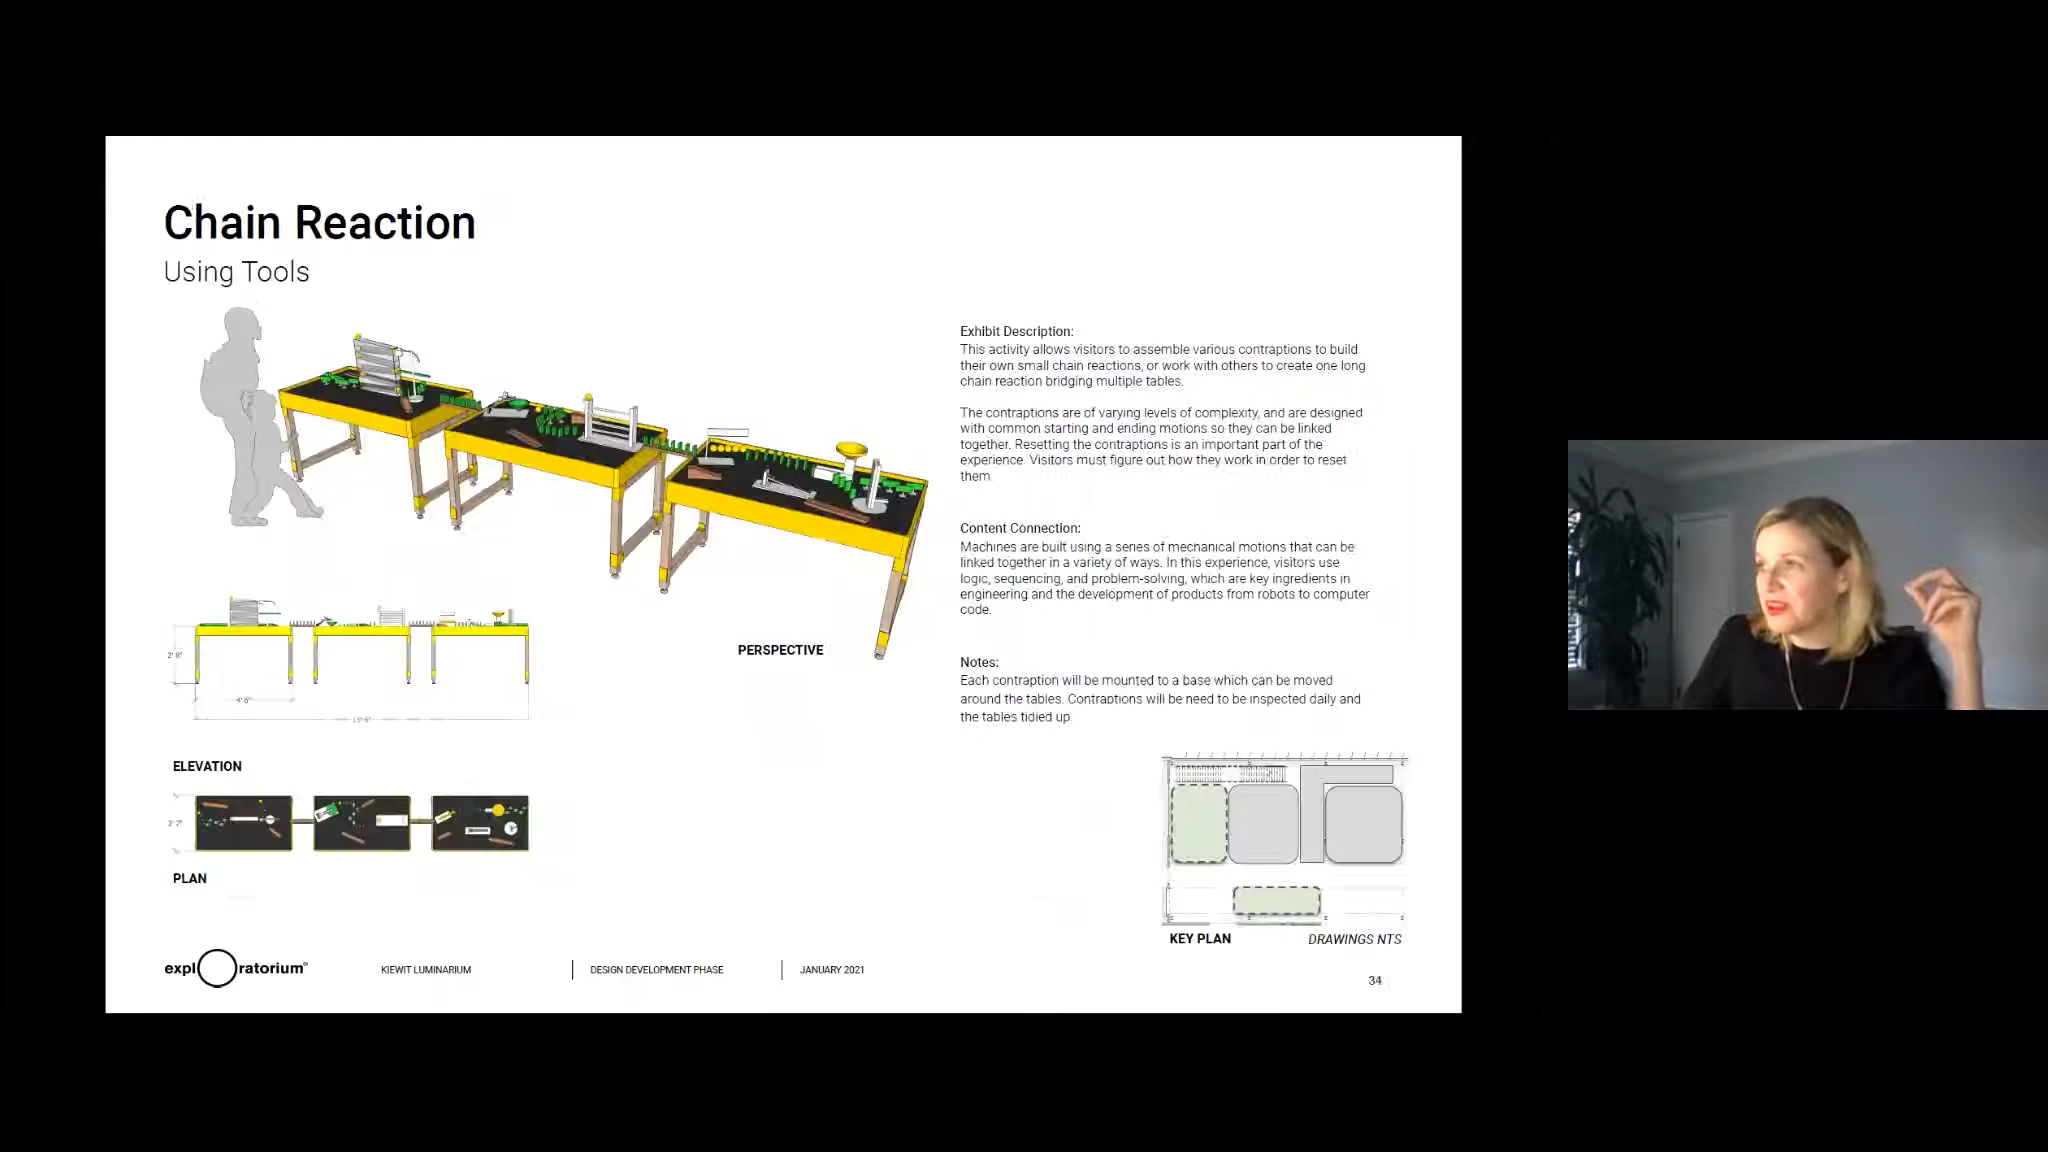 Chain Reaction
Using Tools
Exhibit Description:
This activity allows visitors to assemble various contraptions to build
their own small chain reactions, or work with others to create one long
chain reaction bridging multiple tables.
The contraptions are of varying levels of complexity, and are designed
with common starting and ending motions so they can be linked
together. Resetting the contraptions is an important part of the
experience. Visitors must figure out how they work in order to reset
them.
Content Connection:
Machines are built using a series of mechanical motions that can be
linked together in a variety of ways. In this experience, visitors use
logic, sequencing, and problem-solving, which are key ingredients in
engineering and the development of products from robots to computer
code.
PERSPECTIVE
Notes:
Each contraption will be mounted to a base which can be moved
around the tables. Contraptions will be need to be inspected daily and
the tables tidied up.
ELEVATION
2' 7"
PLAN
KEY PLAN
DRAWINGS NTS
exploratorium®
KIEWIT LUMINARIUM
DESIGN DEVELOPMENT PHASE
JANUARY 2021
34